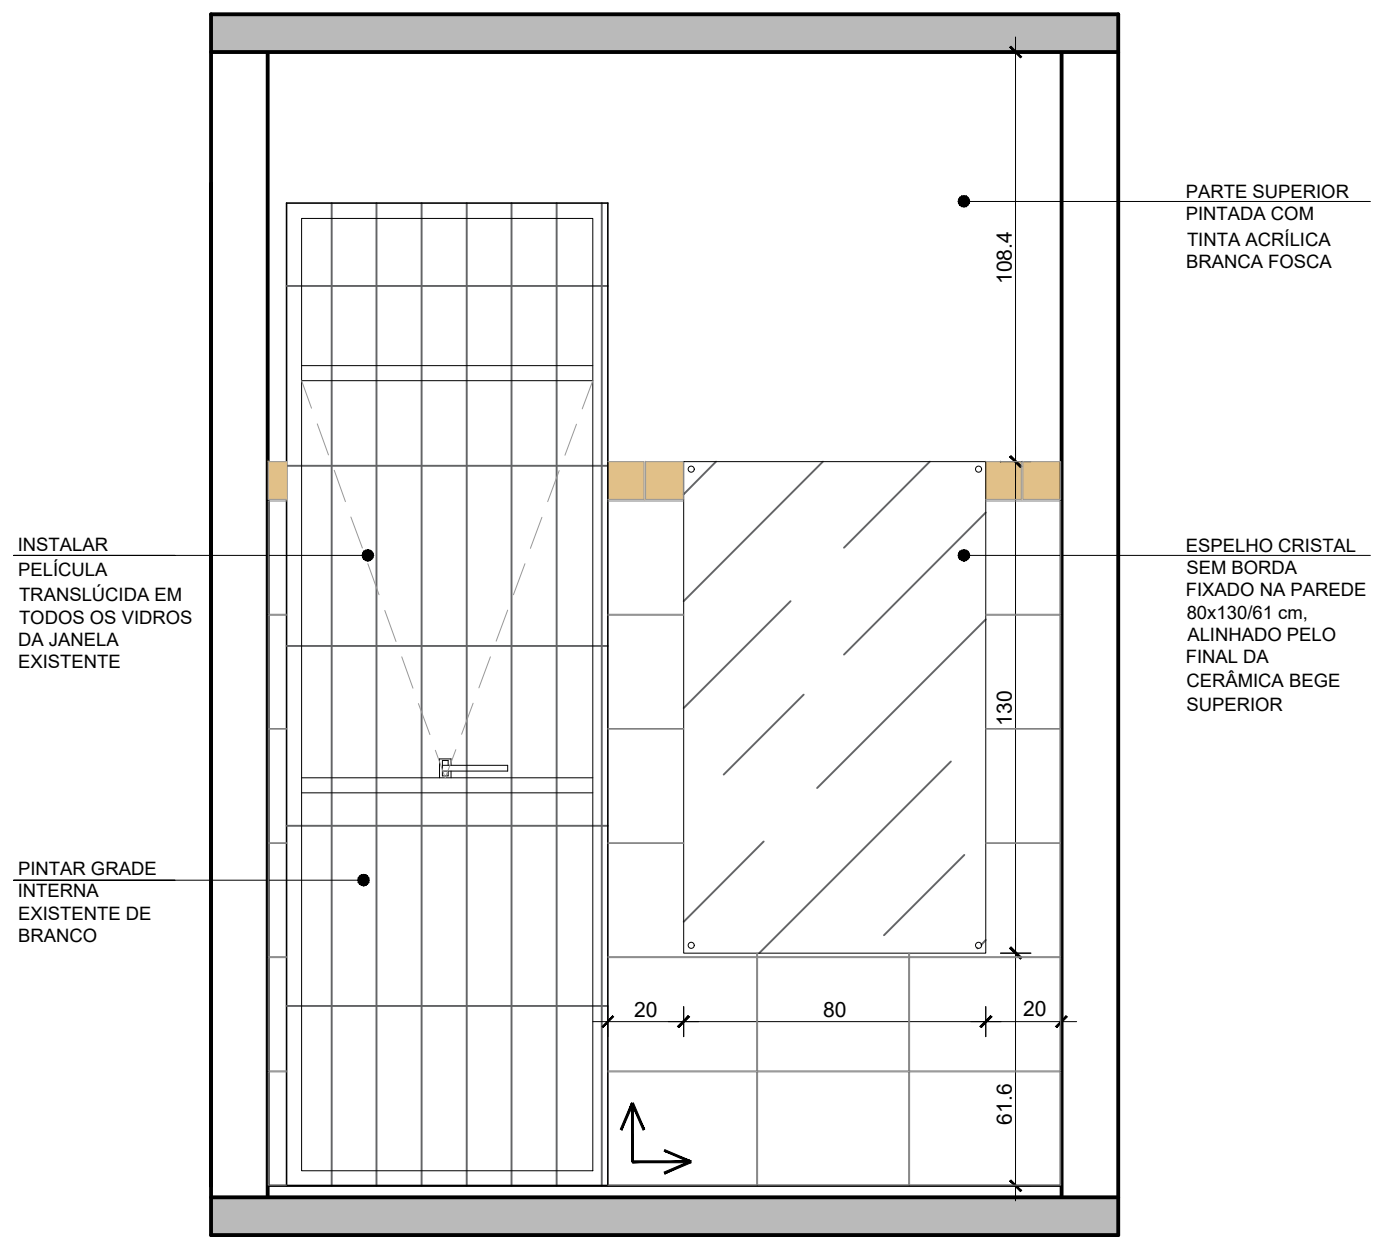 PARTE SUPERIOR
PINTADA COM
TINTA ACRÍLICA
BRANCA FOSCA
108.4
INSTALAR
PELÍCULA
TRANSLÚCIDA EM
TODOS OS VIDROS
DA JANELA
EXISTENTE
ESPELHO CRISTAL
SEM BORDA
FIXADO NA PAREDE
80x130/61 cm,
ALINHADO PELO
FINAL DA
CERÂMICA BEGE
SUPERIOR
130
PINTAR GRADE
INTERNA
EXISTENTE DE
BRANCO
20
80
20
61.6